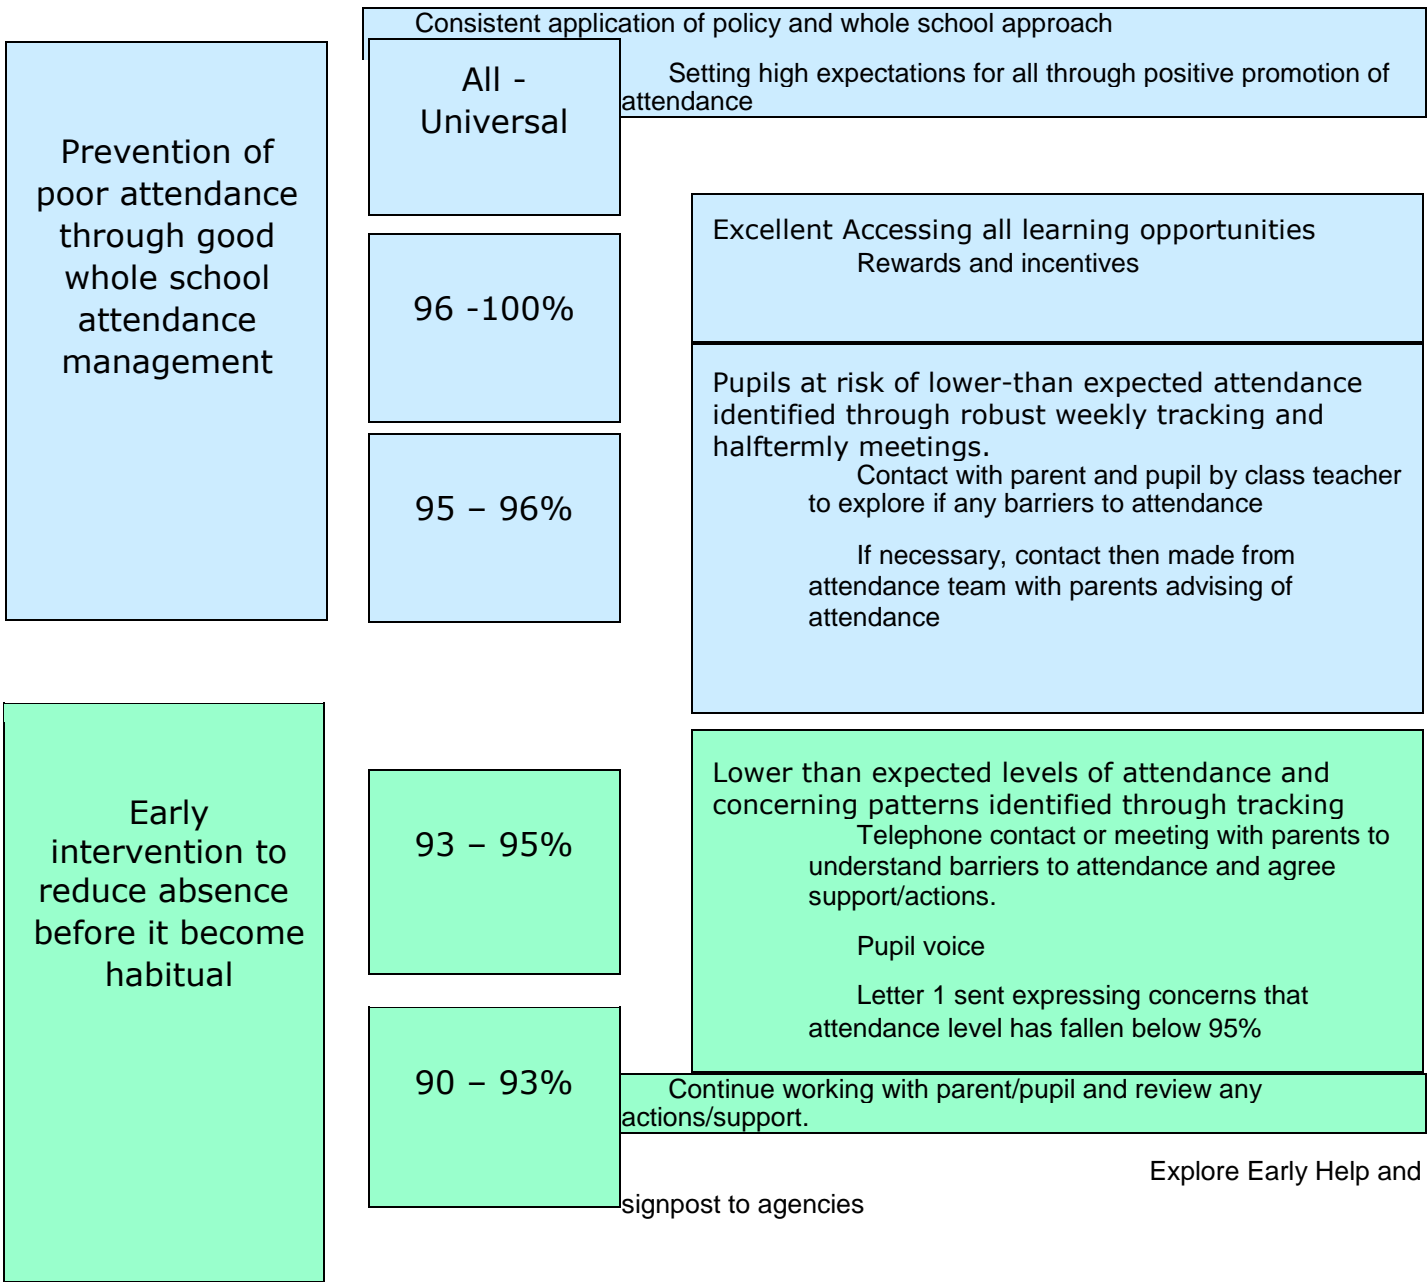 Consistent application of policy and whole school approach
All -
Universal
Setting high expectations for all through positive promotion of
attendance
Prevention of
poor attendance
through good
whole school
attendance
management
96 -100%
Excellent Accessing all learning opportunities
Rewards and incentives
95 – 96%
Pupils at risk of lower-than expected attendance
identified through robust weekly tracking and
halftermly meetings.
Contact with parent and pupil by class teacher
to explore if any barriers to attendance
If necessary, contact then made from
attendance team with parents advising of
attendance
Early
intervention to
reduce absence
before it become
habitual
93 – 95%
Lower than expected levels of attendance and
concerning patterns identified through tracking
Telephone contact or meeting with parents to
understand barriers to attendance and agree
support/actions.
Pupil voice
Letter 1 sent expressing concerns that
attendance level has fallen below 95%
90 – 93%
Continue working with parent/pupil and review any
actions/support.
Explore Early Help and
signpost to agencies